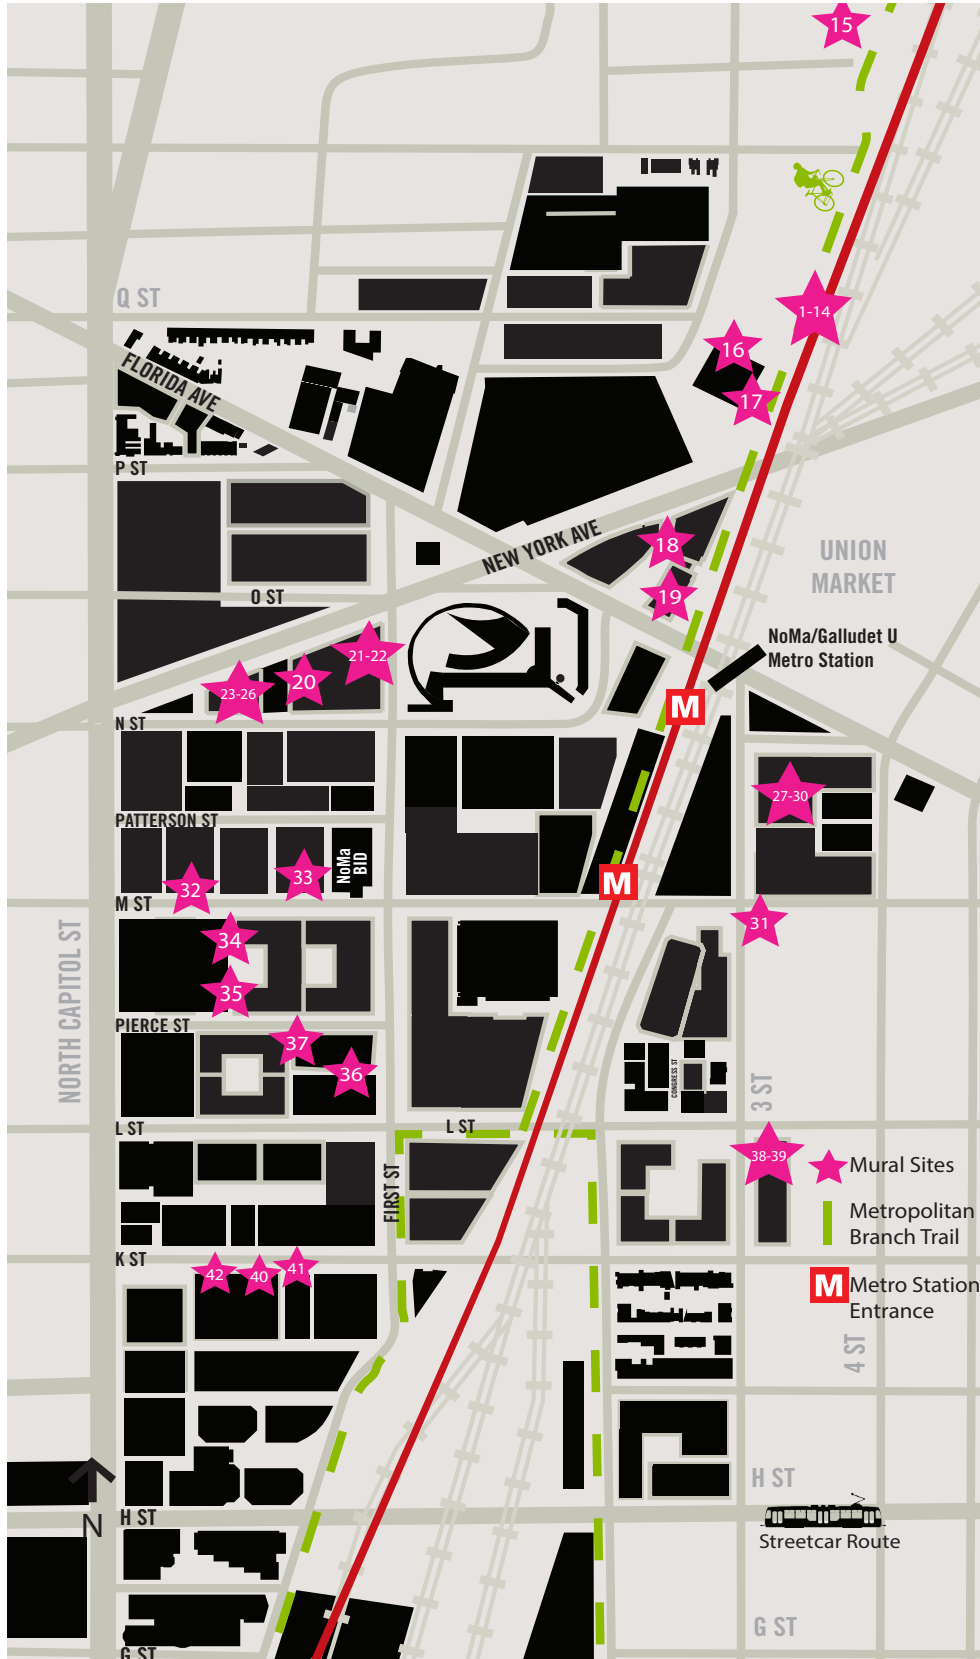 15
Q ST
1-14
16
17
FLORIDA AVE
P ST
NEW YORK AVE
18
19
UNION
MARKET
O ST
NoMa/Galludet U
Metro Station
21-22
20
23-26
N ST
M
27-30
PATTERSON ST
NoMa
BID
33
32
M
M ST
31
34
35
NORTH CAPITOL ST
PIERCE ST
37
36
CONGRESS ST
3 ST
L ST
L ST
38-39
FIRST ST
Mural Sites
Metropolitan
Branch Trail
K ST
42
40
41
M
Metro Station
Entrance
4 ST
H ST
H ST
N
Streetcar Route
G ST
G ST